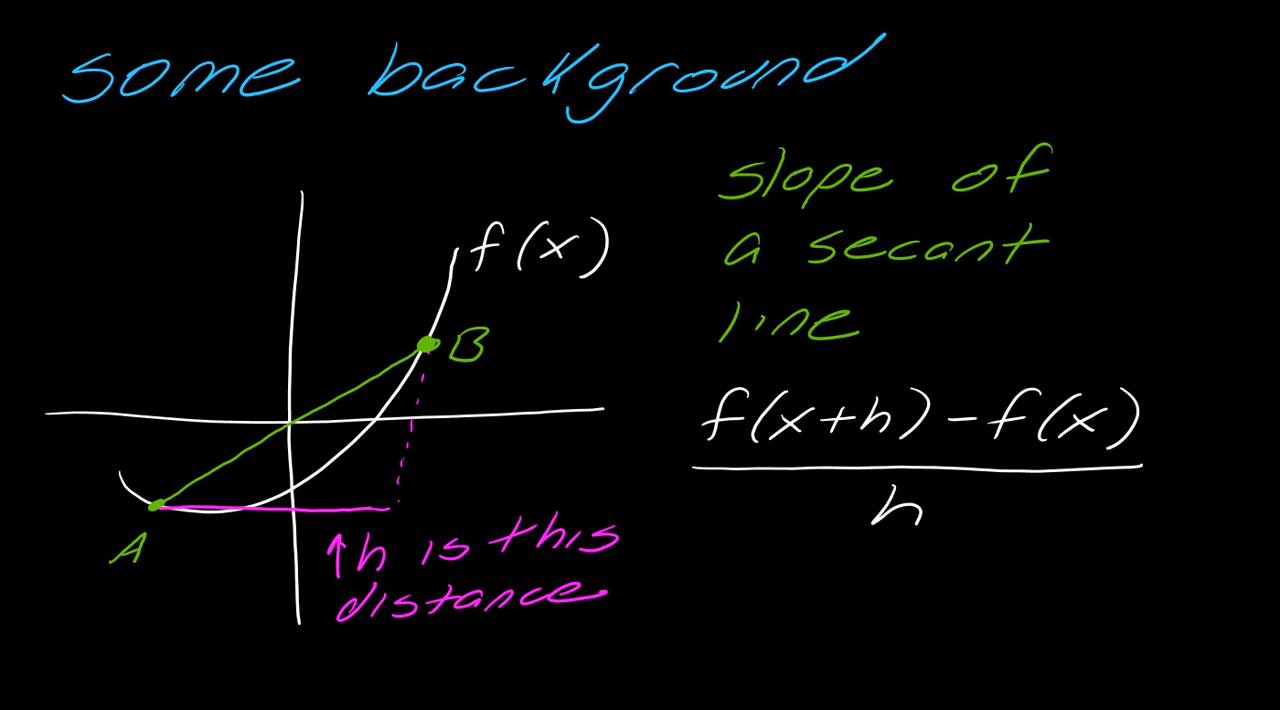 some background
f(x)
B
A
↑h is this
distance
slope of
a secant
line
f(x+h)-f(x)
h